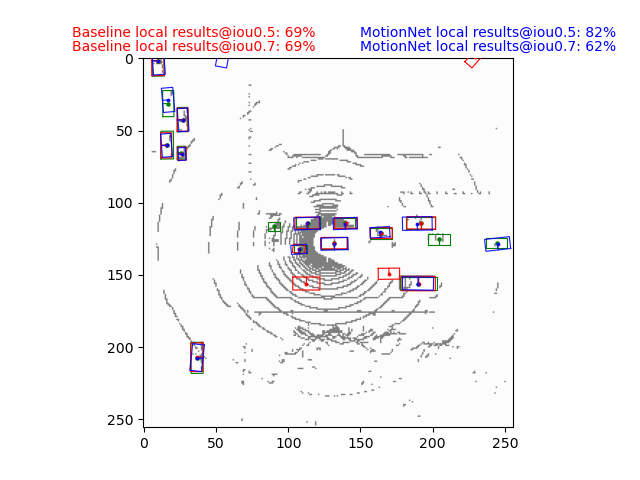 Baseline local results@iou0.5: 69% MotionNet local results@iou0.5: 82%
Baseline local results@iou0.7: 69% MotionNet local results@iou0.7: 62%
0
50
100
150
200
250
0 50 100 150 200 250